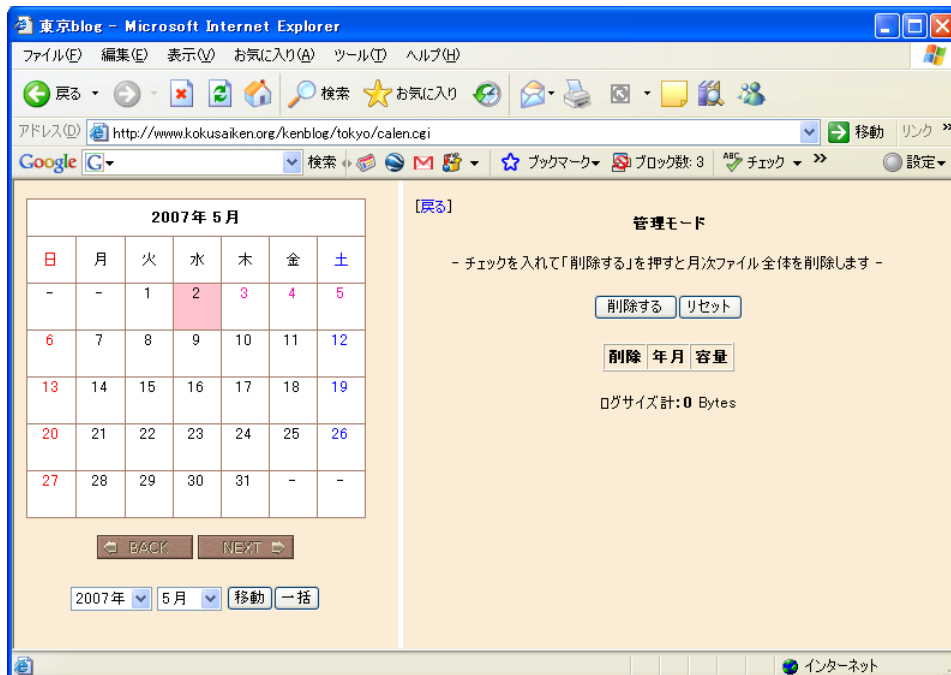 東京blog - Microsoft Internet Explorer
ファイル(F) 編集(E) 表示(V) お気に入り(A) ツール(T) ヘルプ(H)
戻る 検索 お気に入り
アドレス(D) http://www.kokusaiken.org/kenblog/tokyo/calen.cgi 移動 リンク »
Google G 検索 ブックマーク ブロック数: 3 ABC チェック » 設定
2007年 5月
日 月 火 水 木 金 土
- - 1 2 3 4 5
6 7 8 9 10 11 12
13 14 15 16 17 18 19
20 21 22 23 24 25 26
27 28 29 30 31 - -
BACK NEXT
2007年 5月 移動 一括
[戻る]
管理モード
- チェックを入れて「削除する」を押すと月次ファイル全体を削除します -
削除する リセット
削除 年月 容量
ログサイズ計:0 Bytes
インターネット